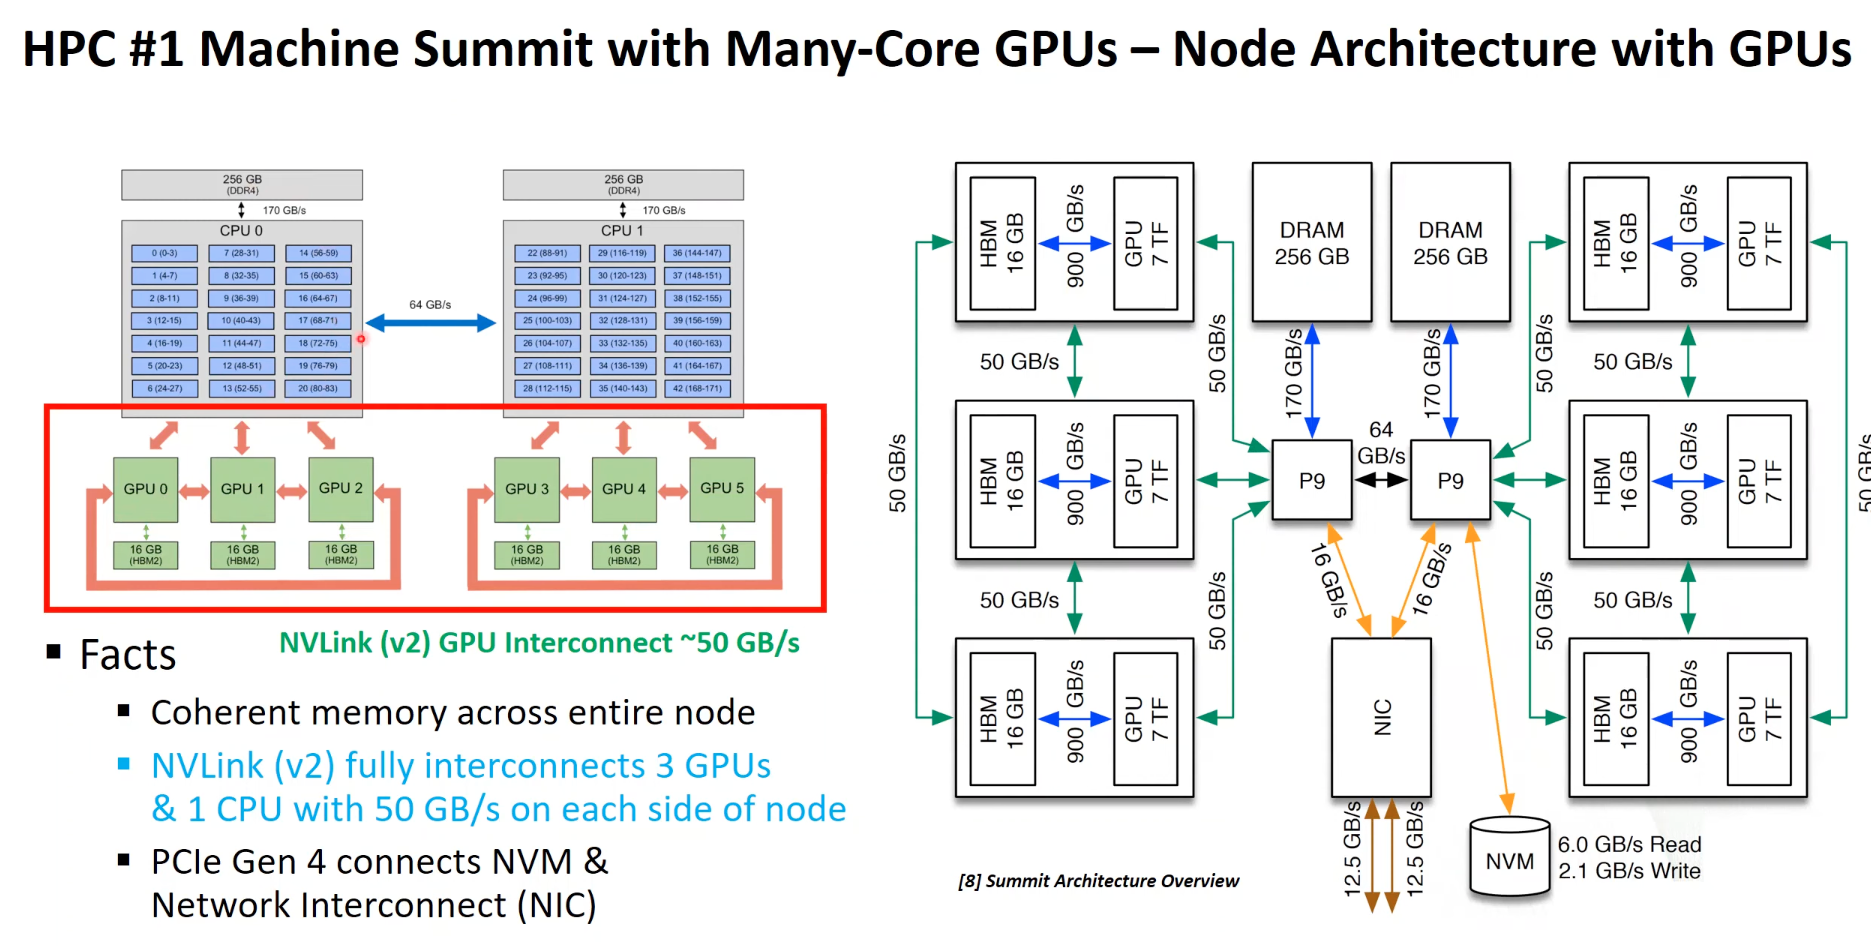 HPC #1 Machine Summit with Many-Core GPUs – Node Architecture with GPUs
256 GB
(DDR4)
170 GB/s
CPU 0
0 (0-3)
7 (28-31)
14 (56-59)
1 (4-7)
8 (32-35)
15 (60-63)
2 (8-11)
9 (36-39)
16 (64-67)
3 (12-15)
10 (40-43)
17 (68-71)
4 (16-19)
11 (44-47)
18 (72-75)
5 (20-23)
12 (48-51)
19 (76-79)
6 (24-27)
13 (52-55)
20 (80-83)
64 GB/s
256 GB
(DDR4)
170 GB/s
CPU 1
22 (88-91)
29 (116-119)
36 (144-147)
23 (92-95)
30 (120-123)
37 (148-151)
24 (96-99)
31 (124-127)
38 (152-155)
25 (100-103)
32 (128-131)
39 (156-159)
26 (104-107)
33 (132-135)
40 (160-163)
27 (108-111)
34 (136-139)
41 (164-167)
28 (112-115)
35 (140-143)
42 (168-171)
GPU 0
GPU 1
GPU 2
16 GB
(HBM2)
16 GB
(HBM2)
16 GB
(HBM2)
GPU 3
GPU 4
GPU 5
16 GB
(HBM2)
16 GB
(HBM2)
16 GB
(HBM2)
NVLink (v2) GPU Interconnect ~50 GB/s
Facts
Coherent memory across entire node
NVLink (v2) fully interconnects 3 GPUs
& 1 CPU with 50 GB/s on each side of node
PCIe Gen 4 connects NVM &
Network Interconnect (NIC)
HBM
16 GB
900 GB/s
GPU
7 TF
50 GB/s
50 GB/s
HBM
16 GB
900 GB/s
GPU
7 TF
50 GB/s
50 GB/s
HBM
16 GB
900 GB/s
GPU
7 TF
50 GB/s
DRAM
256 GB
DRAM
256 GB
170 GB/s
170 GB/s
P9
64
GB/s
P9
16 GB/s
16 GB/s
NIC
12.5 GB/s
12.5 GB/s
NVM
6.0 GB/s Read
2.1 GB/s Write
50 GB/s
HBM
16 GB
900 GB/s
GPU
7 TF
50 GB/s
50 GB/s
HBM
16 GB
900 GB/s
GPU
7 TF
50 GB/s
50 GB/s
HBM
16 GB
900 GB/s
GPU
7 TF
[8] Summit Architecture Overview